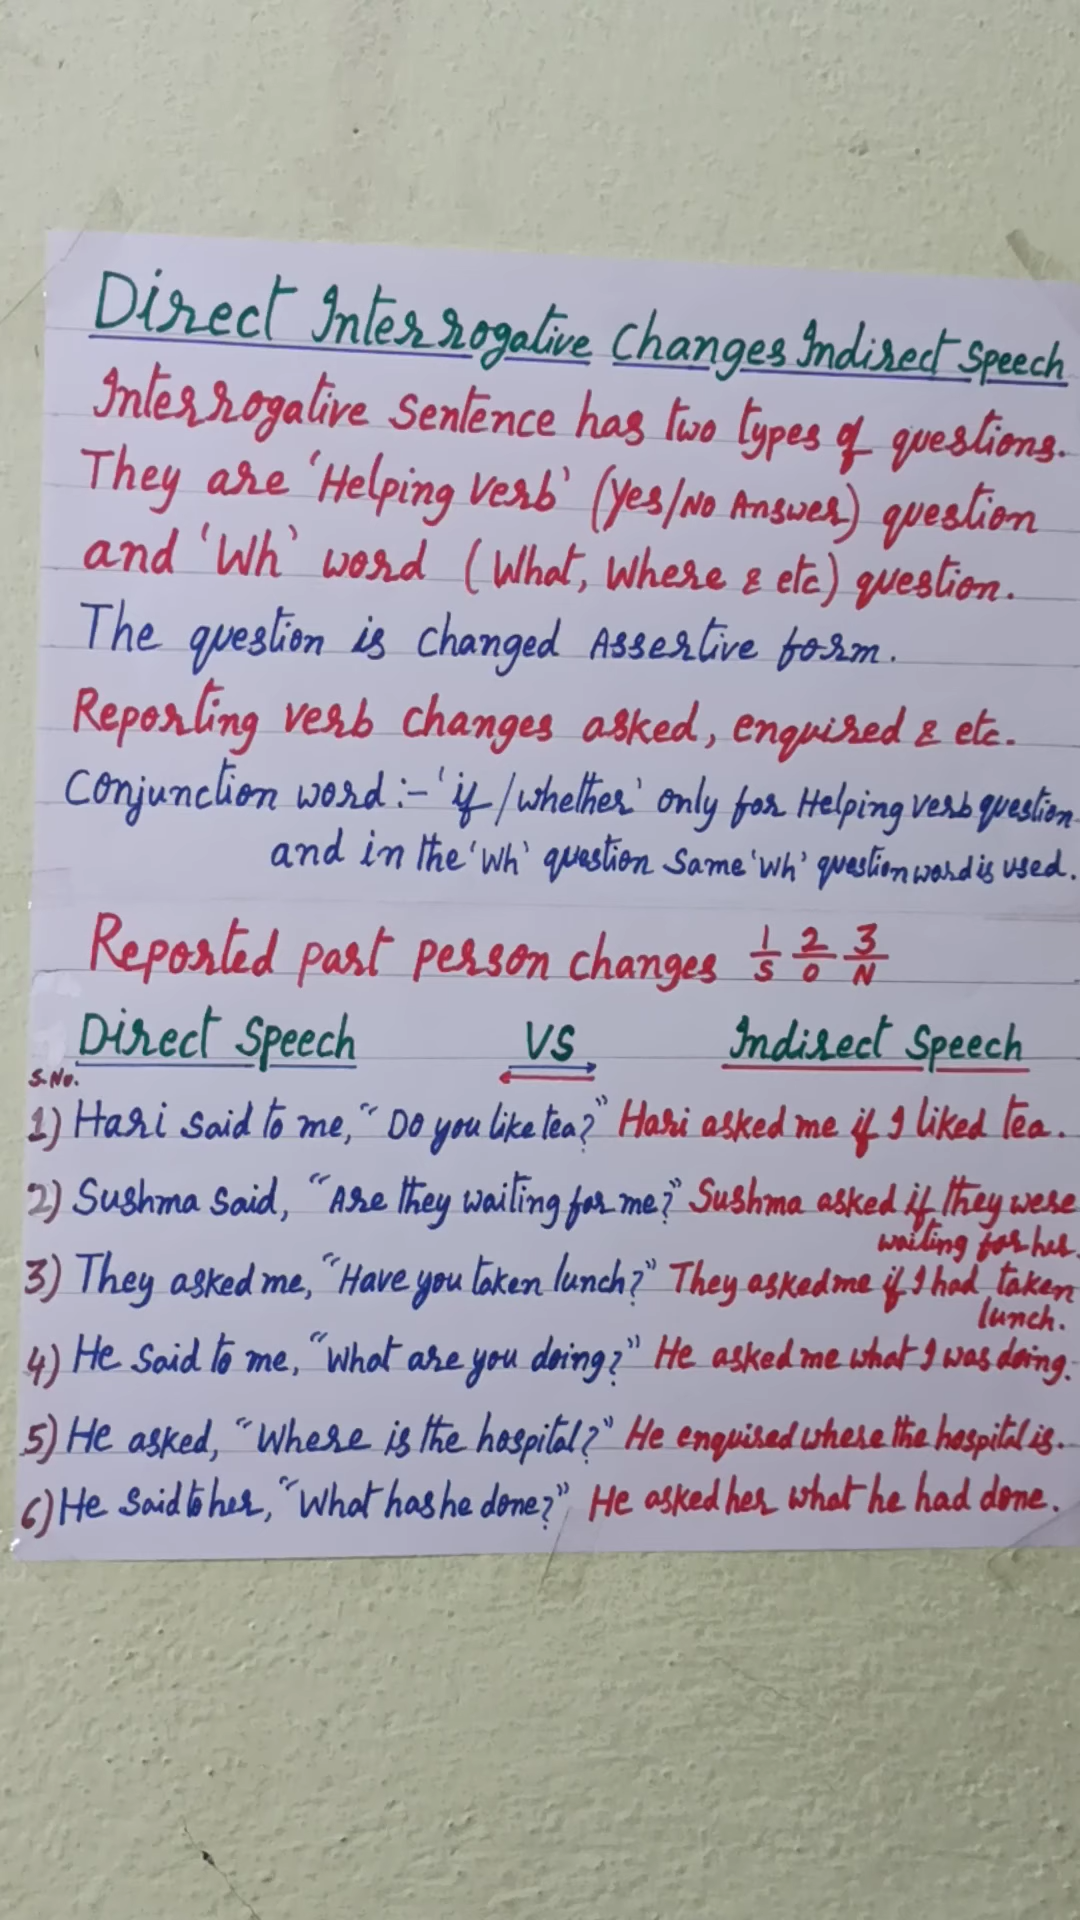 Direct Interrogative Changes Indirect Speech
Interrogative Sentence has two types of questions.
They are 'Helping verb' (Yes/No Answer) question
and 'Wh' word (What, Where & etc) question.
The question is changed Assertive form.
Reporting verb changes asked, enquired & etc.
Conjunction word :- 'if/whether' only for Helping verb question
and in the 'Wh' question Same 'Wh' question word is used.
Reported part person changes 1/S 2/O 3/N
Direct Speech VS Indirect Speech
S.No.
1) Hari Said to me, "Do you like tea?" Hari asked me if I liked tea.
2) Sushma Said, "Are they waiting for me?" Sushma asked if they were
waiting for her.
3) They asked me, "Have you taken lunch?" They asked me if I had taken
lunch.
4) He Said to me, "What are you doing?" He asked me what I was doing.
5) He asked, "Where is the hospital?" He enquired where the hospital is.
6) He Said to her, "What has he done?" He asked her what he had done.